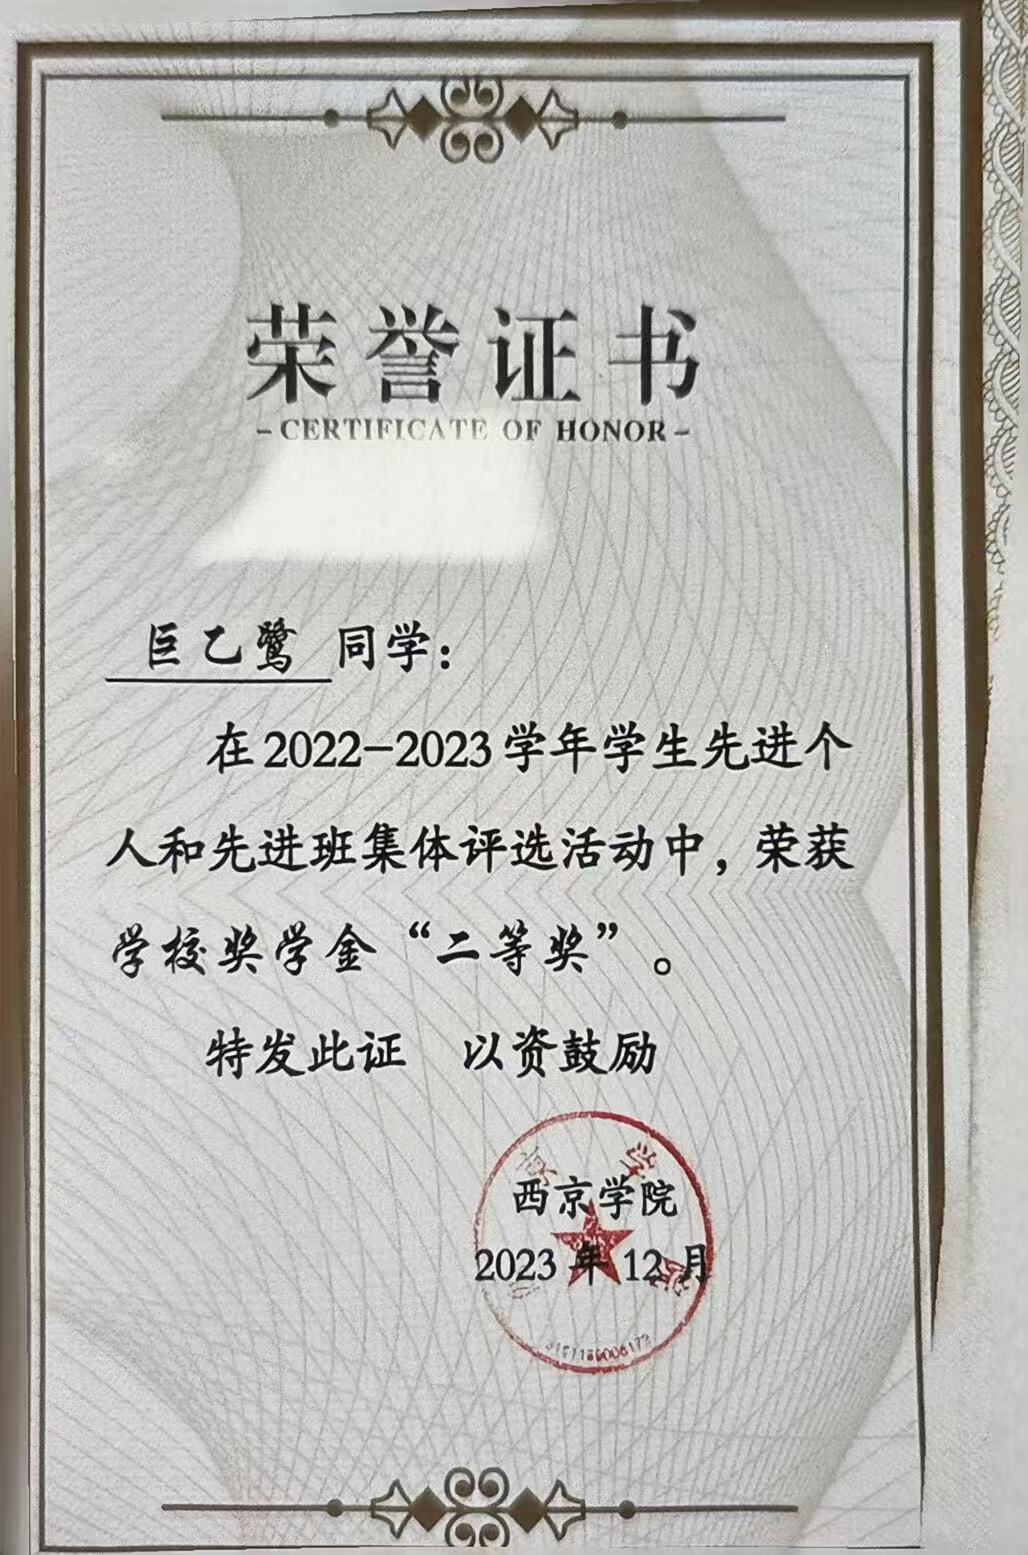 荣誉证书
-CERTIFICATE OF HONOR-
巨乙鹭 同学：
在2022-2023学年学生先进个
人和先进班集体评选活动中，荣获
学校奖学金“二等奖”。
特发此证 以资鼓励
西京学院
2023年12月